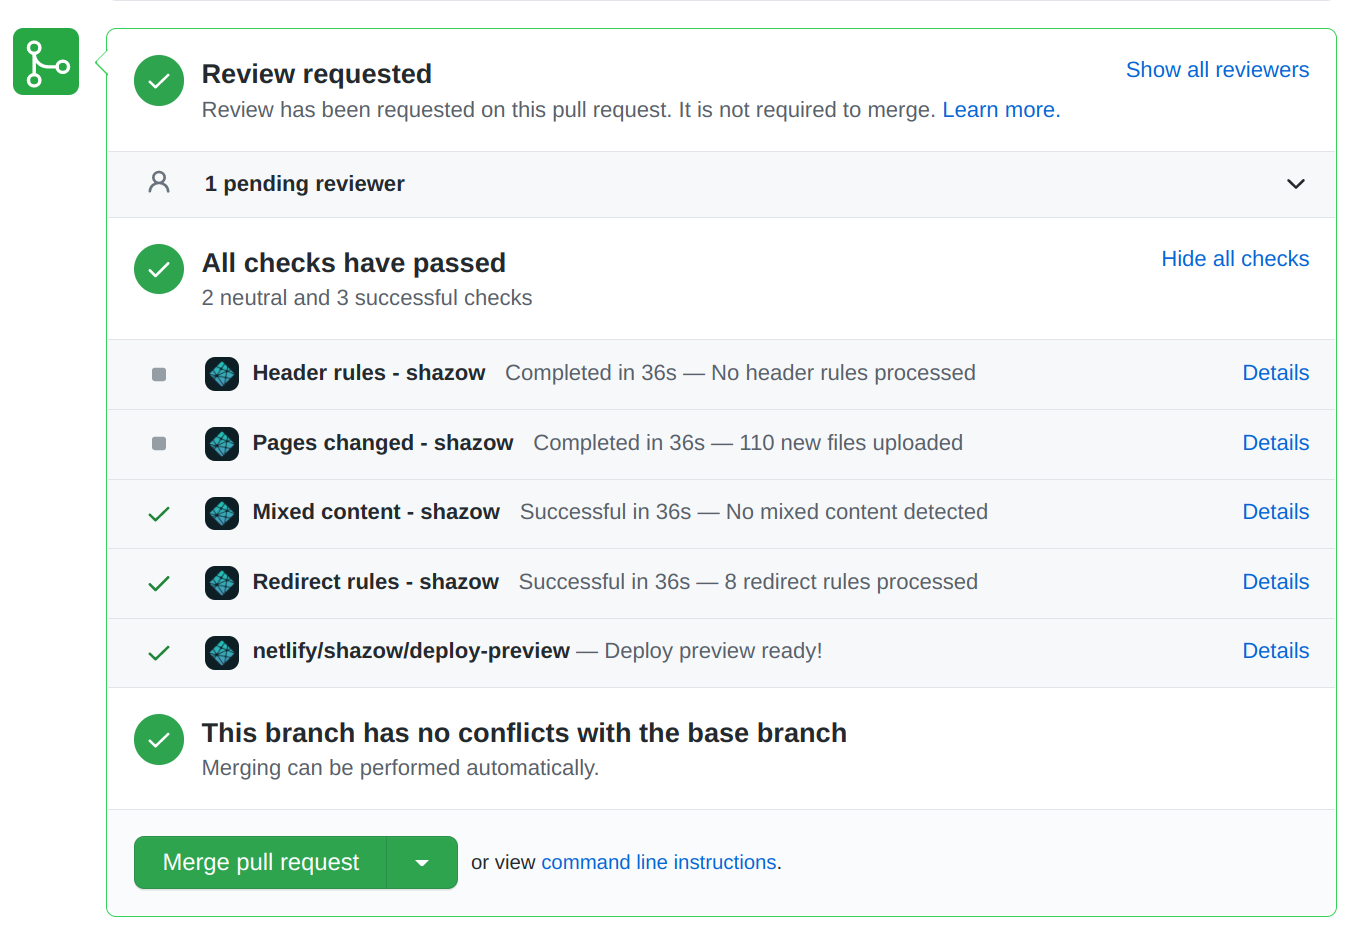 Review requested
Show all reviewers
Review has been requested on this pull request. It is not required to merge. Learn more.
1 pending reviewer
All checks have passed
Hide all checks
2 neutral and 3 successful checks
Header rules - shazow Completed in 36s — No header rules processed Details
Pages changed - shazow Completed in 36s — 110 new files uploaded Details
Mixed content - shazow Successful in 36s — No mixed content detected Details
Redirect rules - shazow Successful in 36s — 8 redirect rules processed Details
netlify/shazow/deploy-preview — Deploy preview ready! Details
This branch has no conflicts with the base branch
Merging can be performed automatically.
Merge pull request or view command line instructions.